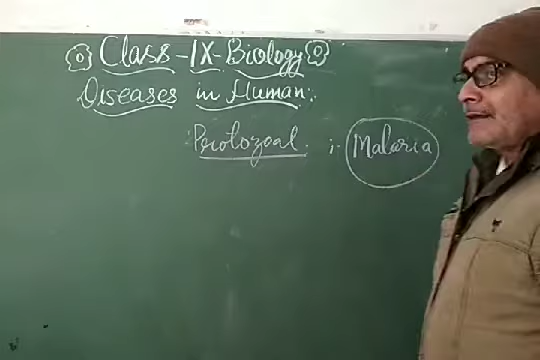 Class-IX-Biology
Diseases in Human:
Protozoal :- Malaria